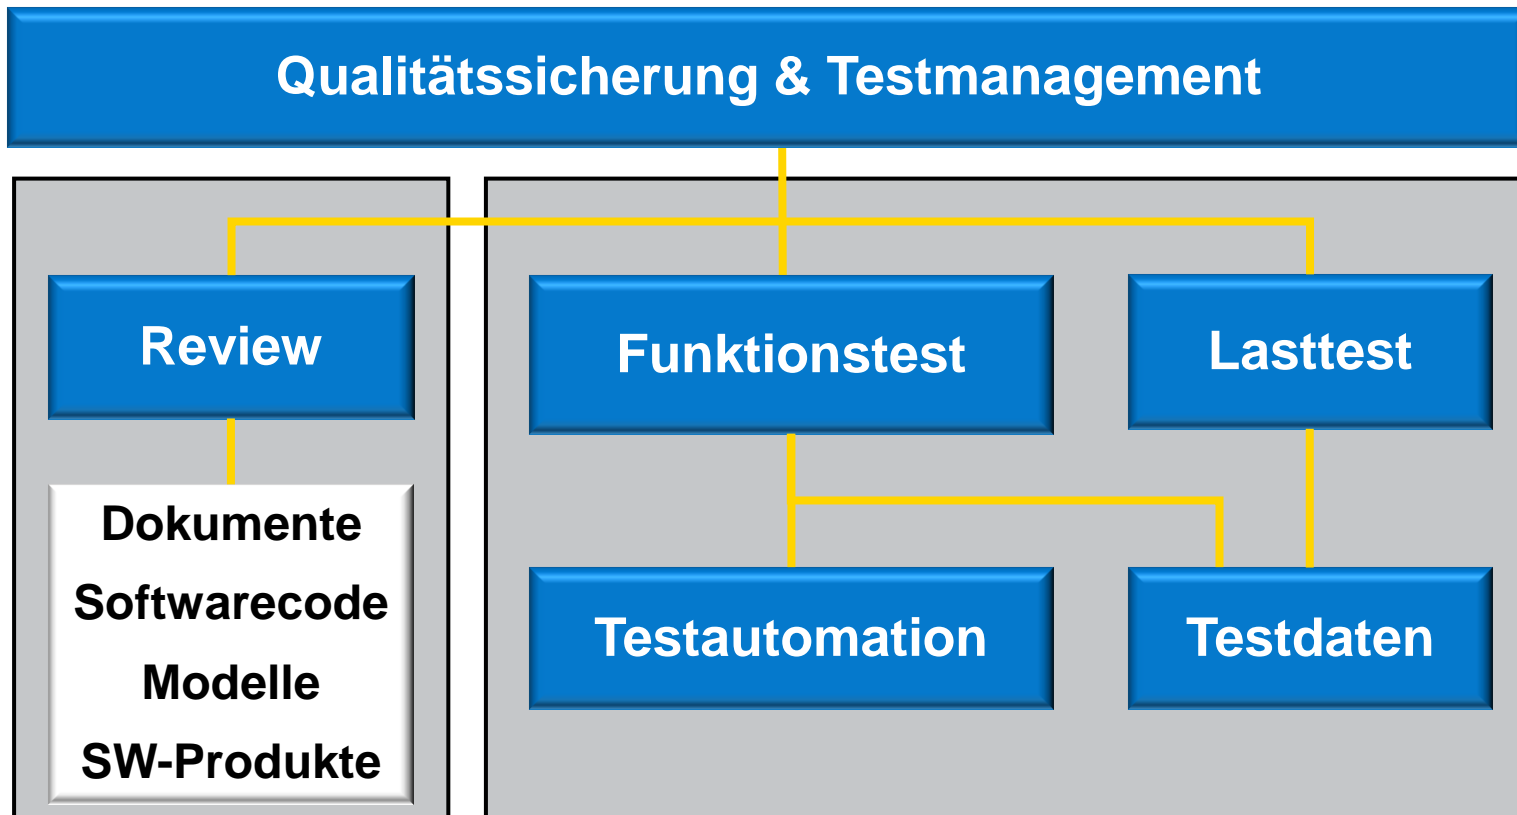 Qualitätssicherung & Testmanagement
Review
Funktionstest
Lasttest
Dokumente
Softwarecode
Modelle
SW-Produkte
Testautomation
Testdaten